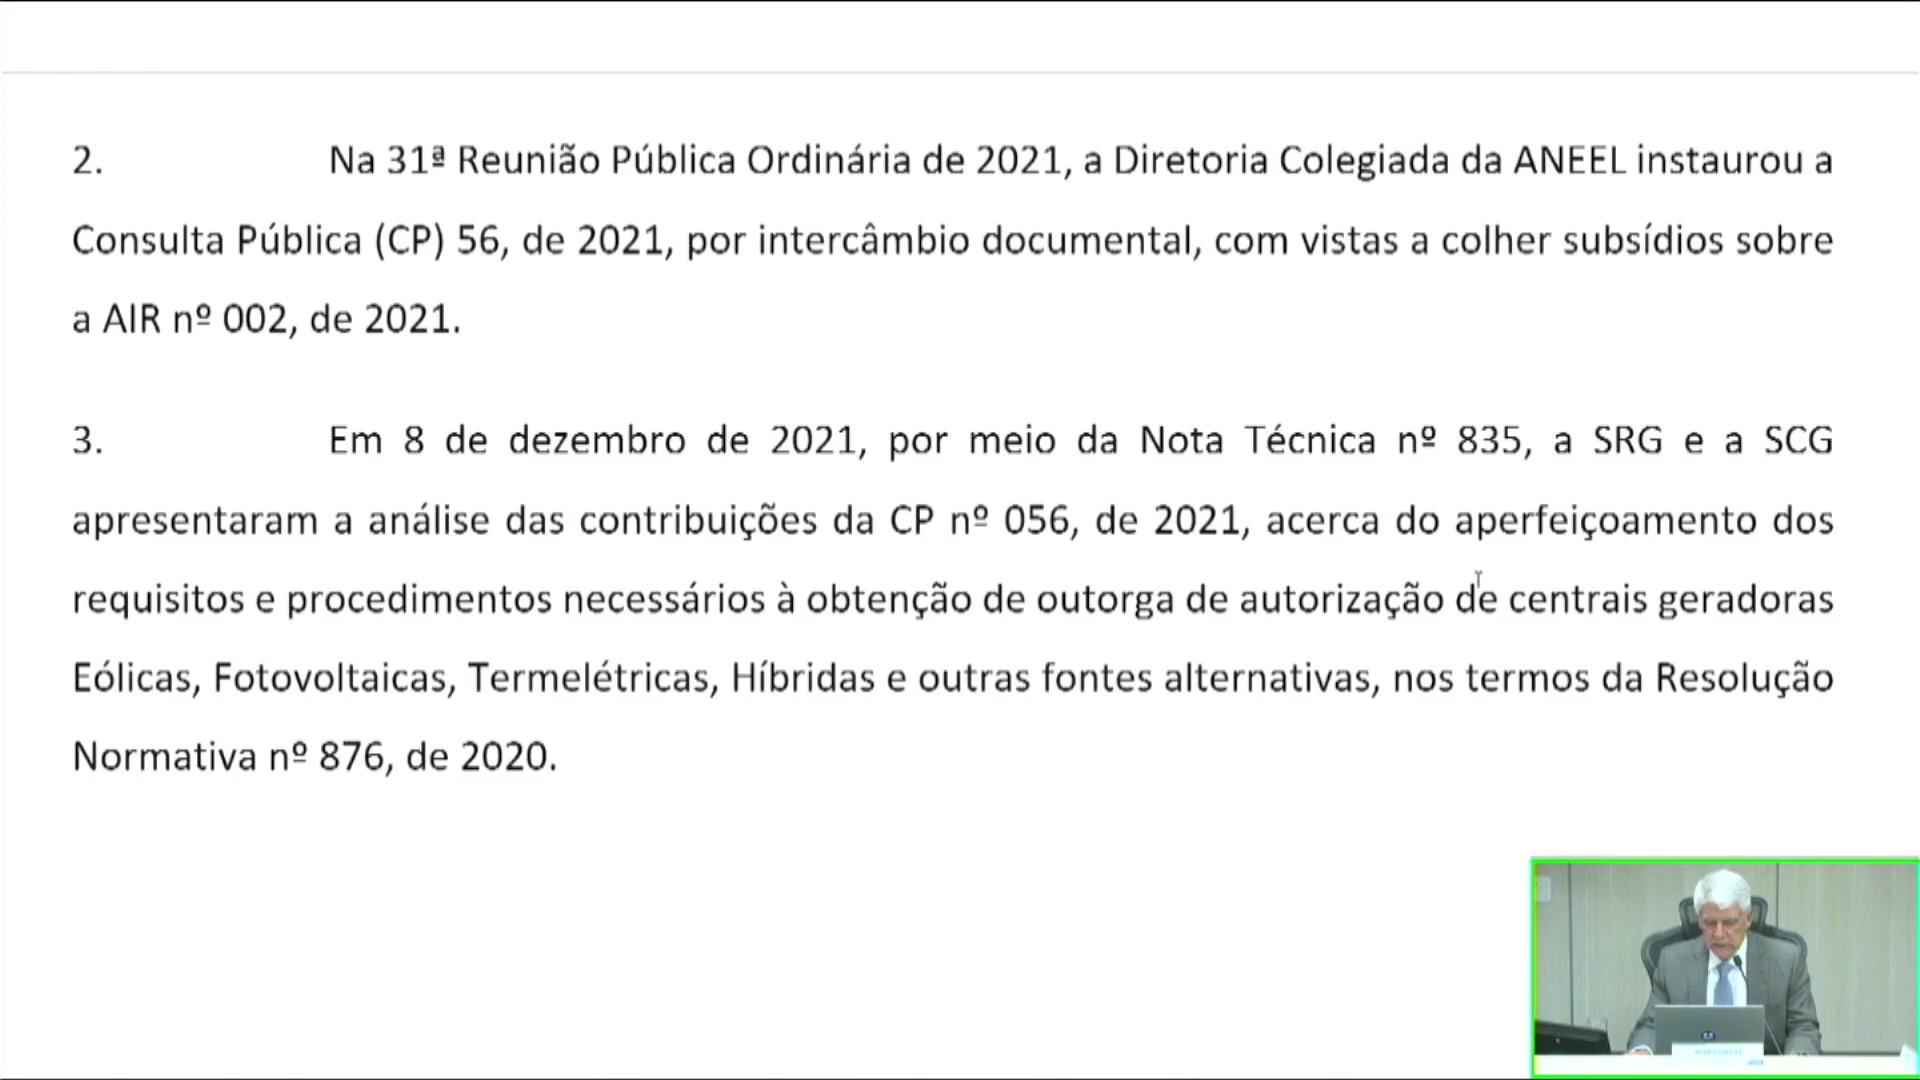 2. Na 31ª Reunião Pública Ordinária de 2021, a Diretoria Colegiada da ANEEL instaurou a
Consulta Pública (CP) 56, de 2021, por intercâmbio documental, com vistas a colher subsídios sobre
a AIR nº 002, de 2021.
3. Em 8 de dezembro de 2021, por meio da Nota Técnica nº 835, a SRG e a SCG
apresentaram a análise das contribuições da CP nº 056, de 2021, acerca do aperfeiçoamento dos
requisitos e procedimentos necessários à obtenção de outorga de autorização de centrais geradoras
Eólicas, Fotovoltaicas, Termelétricas, Híbridas e outras fontes alternativas, nos termos da Resolução
Normativa nº 876, de 2020.